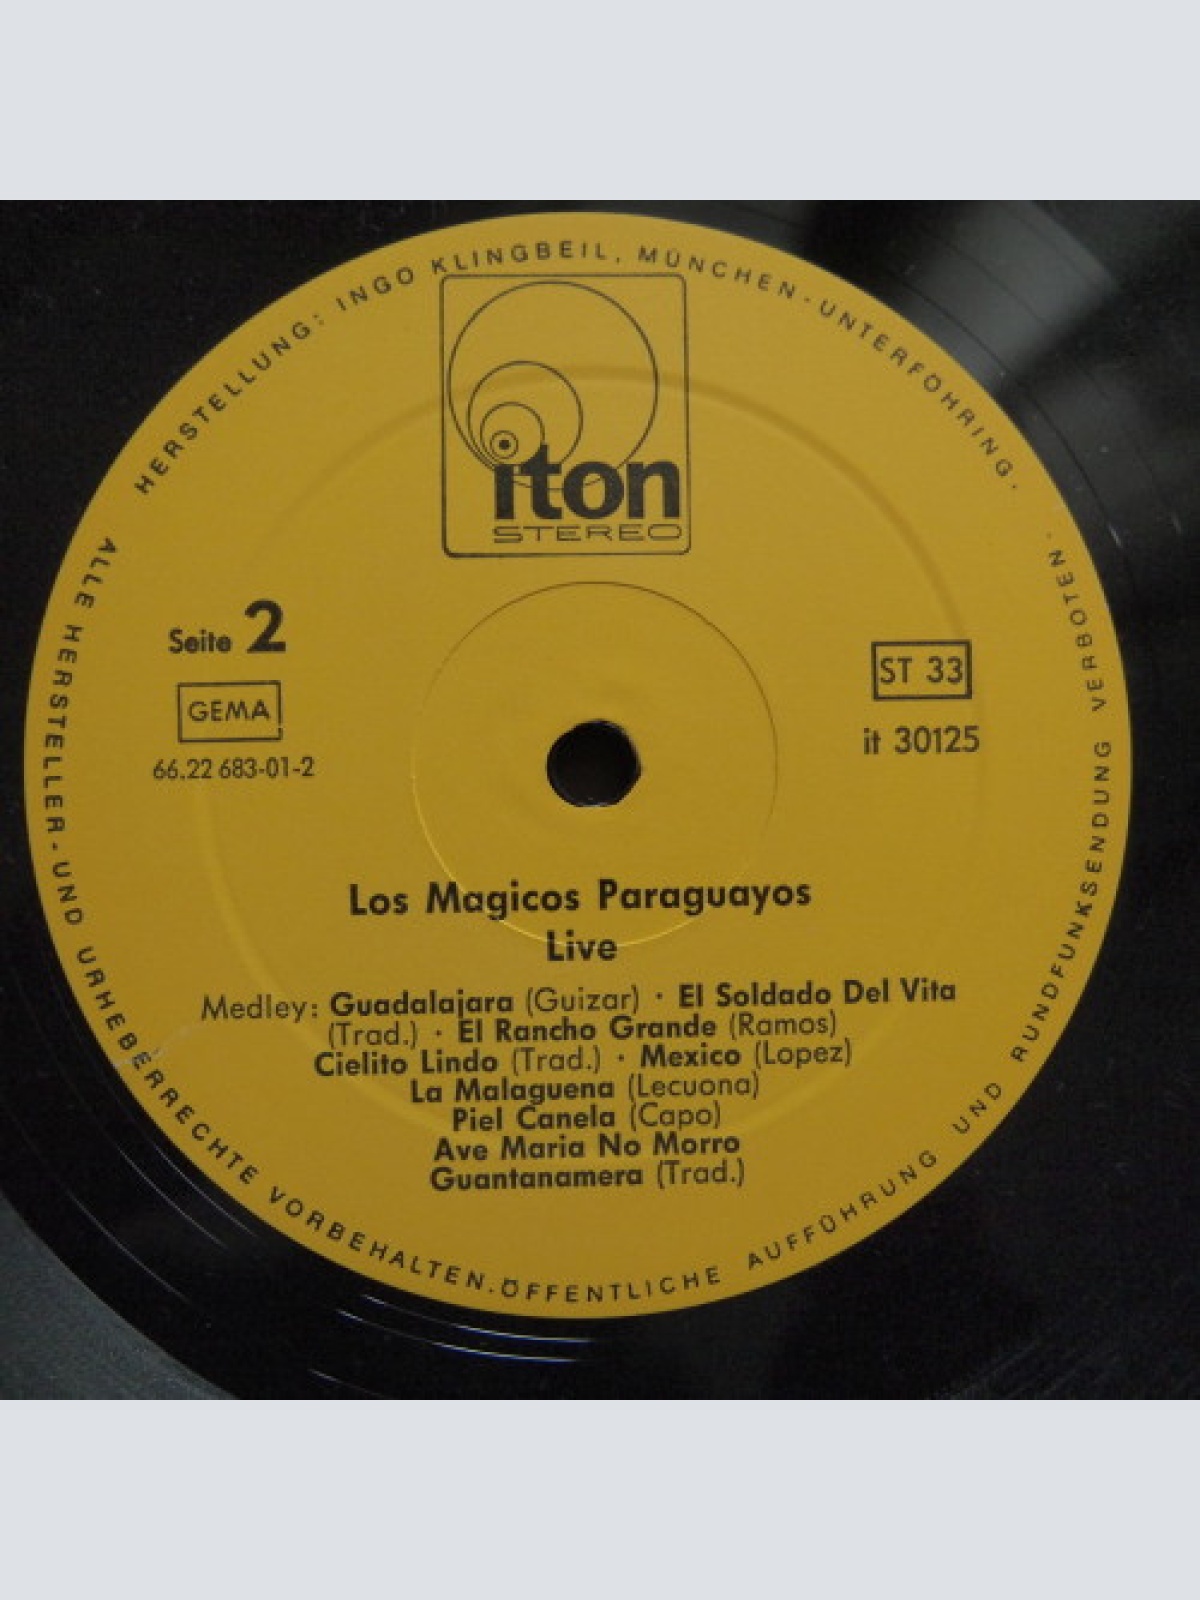 HERSTELLUNG: INGO KLINGBEIL, MÜNCHEN-UNTERFÖHRING.
iton
STEREO
Seite 2
GEMA
66.22 683-01-2
ST 33
it 30125
Los Magicos Paraguayos
Live
Medley: Guadalajara (Guizar) · El Soldado Del Vita
(Trad.) · El Rancho Grande (Ramos)
Cielito Lindo (Trad.) · Mexico (Lopez)
La Malaguena (Lecuona)
Piel Canela (Capo)
Ave Maria No Morro
Guantanamera (Trad.)
ALLE HERSTELLER-UND URHEBERRECHTE VORBEHALTEN. ÖFFENTLICHE AUFFÜHRUNG UND RUNDFUNKSENDUNG VERBOTEN.